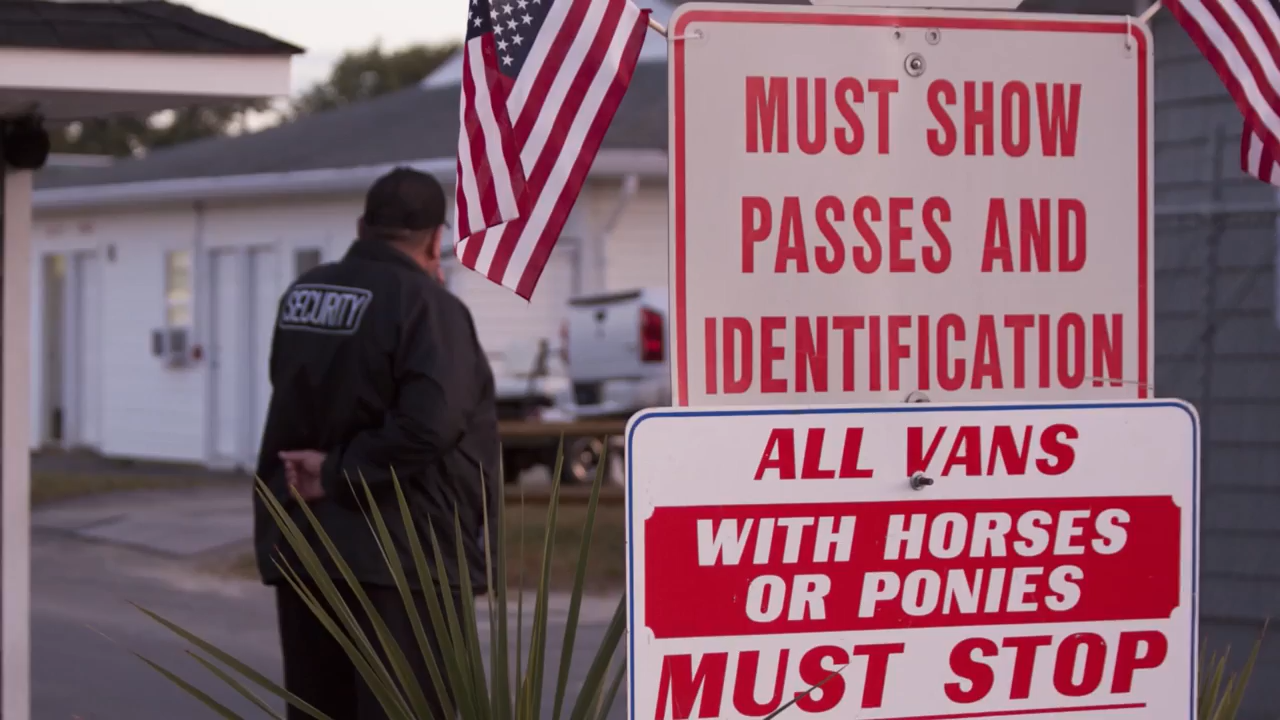 SECURITY
MUST SHOW
PASSES AND
IDENTIFICATION
ALL VANS
WITH HORSES
OR PONIES
MUST STOP